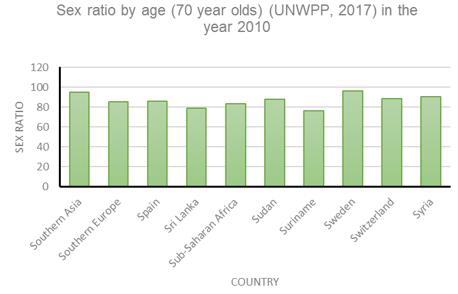 Sex ratio by age (70 year olds) (UNWPP, 2017) in the
year 2010
120
100
80
60
40
20
0
SEX RATIO
Southern Asia
Southern Europe
Spain
Sri Lanka
Sub-Saharan Africa
Sudan
Suriname
Sweden
Switzerland
Syria
COUNTRY